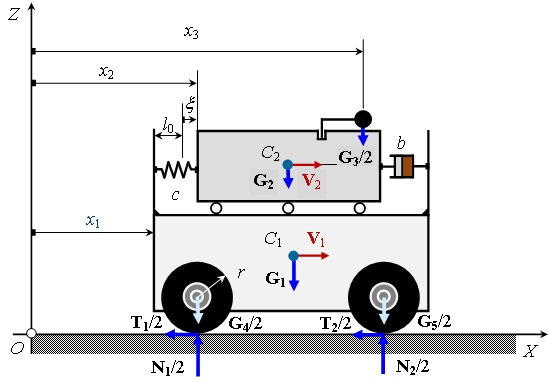 Z
x3
x2
l0 ξ
C2 G3/2 b
c G2 V2
x1
C1 V1
r
G1
T1/2 G4/2 T2/2 G5/2
O X
N1/2 N2/2